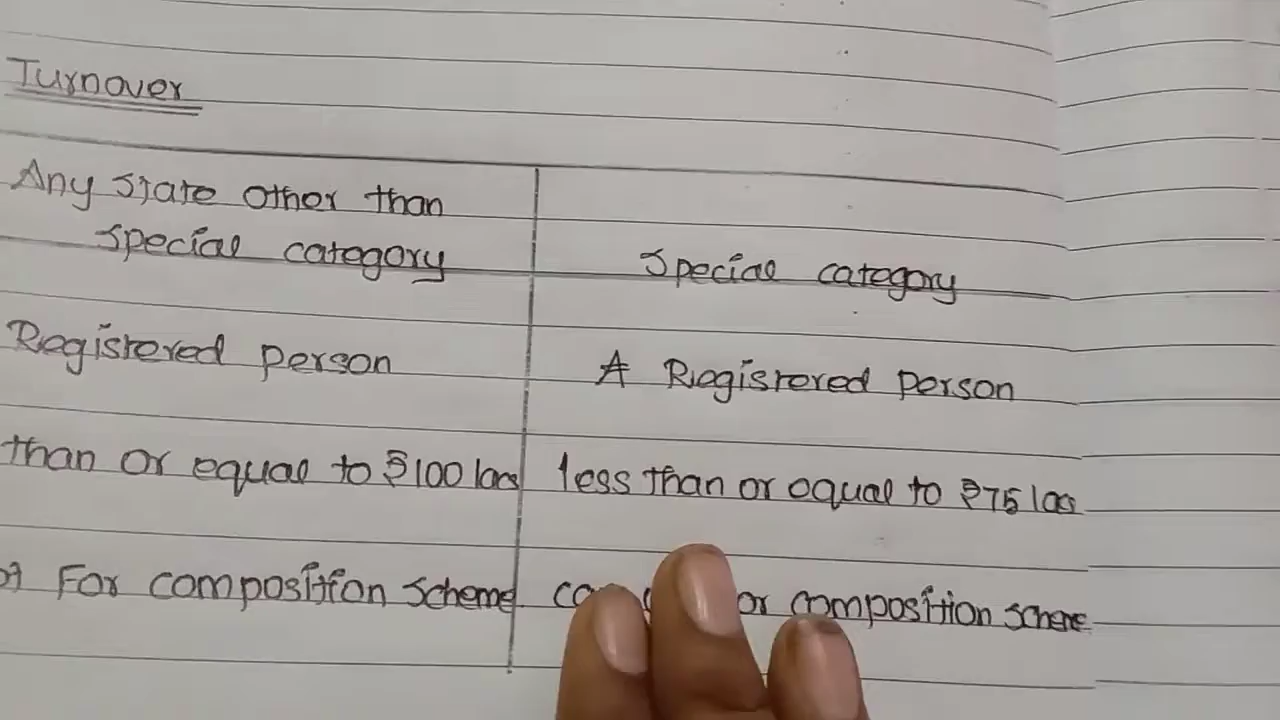 Turnover
Any state other than
special category
Special category
Registered person
A Registered person
than or equal to ₹100 lacs
less than or equal to ₹75 lacs
For composition scheme
or composition scheme